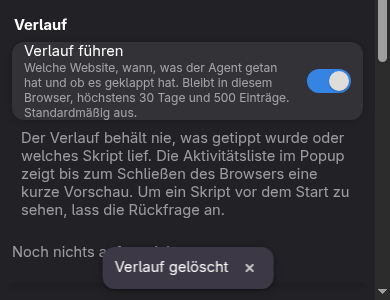 Verlauf
Verlauf führen
Welche Website, wann, was der Agent getan
hat und ob es geklappt hat. Bleibt in diesem
Browser, höchstens 30 Tage und 500 Einträge.
Standardmäßig aus.
Der Verlauf behält nie, was getippt wurde oder
welches Skript lief. Die Aktivitätsliste im Popup
zeigt bis zum Schließen des Browsers eine
kurze Vorschau. Um ein Skript vor dem Start zu
sehen, lass die Rückfrage an.
Noch nichts
Verlauf gelöscht ×